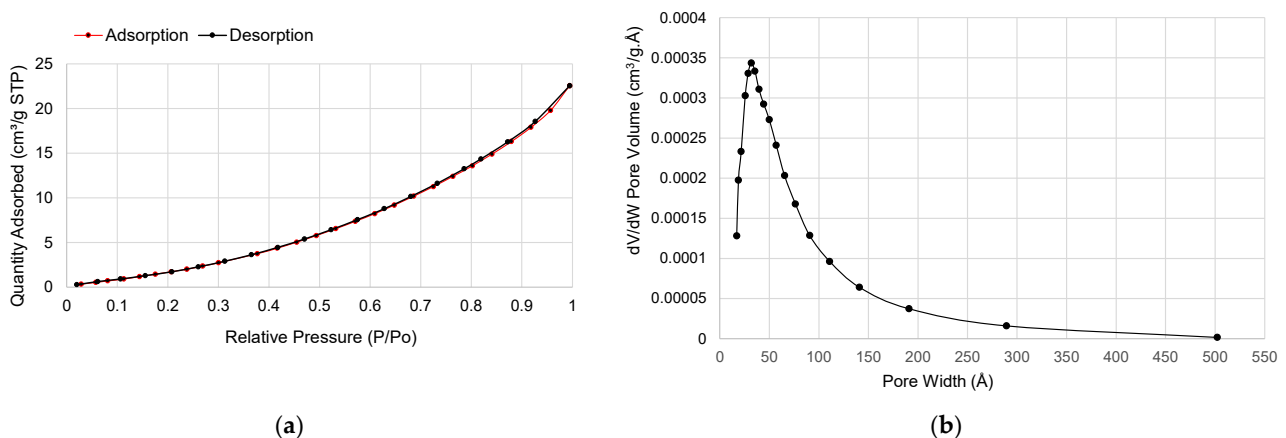 Adsorption Desorption
Quantity Adsorbed (cm³/g STP)
25
20
15
10
5
0
0 0.1 0.2 0.3 0.4 0.5 0.6 0.7 0.8 0.9 1
Relative Pressure (P/Po)
(a)
dV/dW Pore Volume (cm³/g.Å)
0.0004
0.00035
0.0003
0.00025
0.0002
0.00015
0.0001
0.00005
0
0 50 100 150 200 250 300 350 400 450 500 550
Pore Width (Å)
(b)